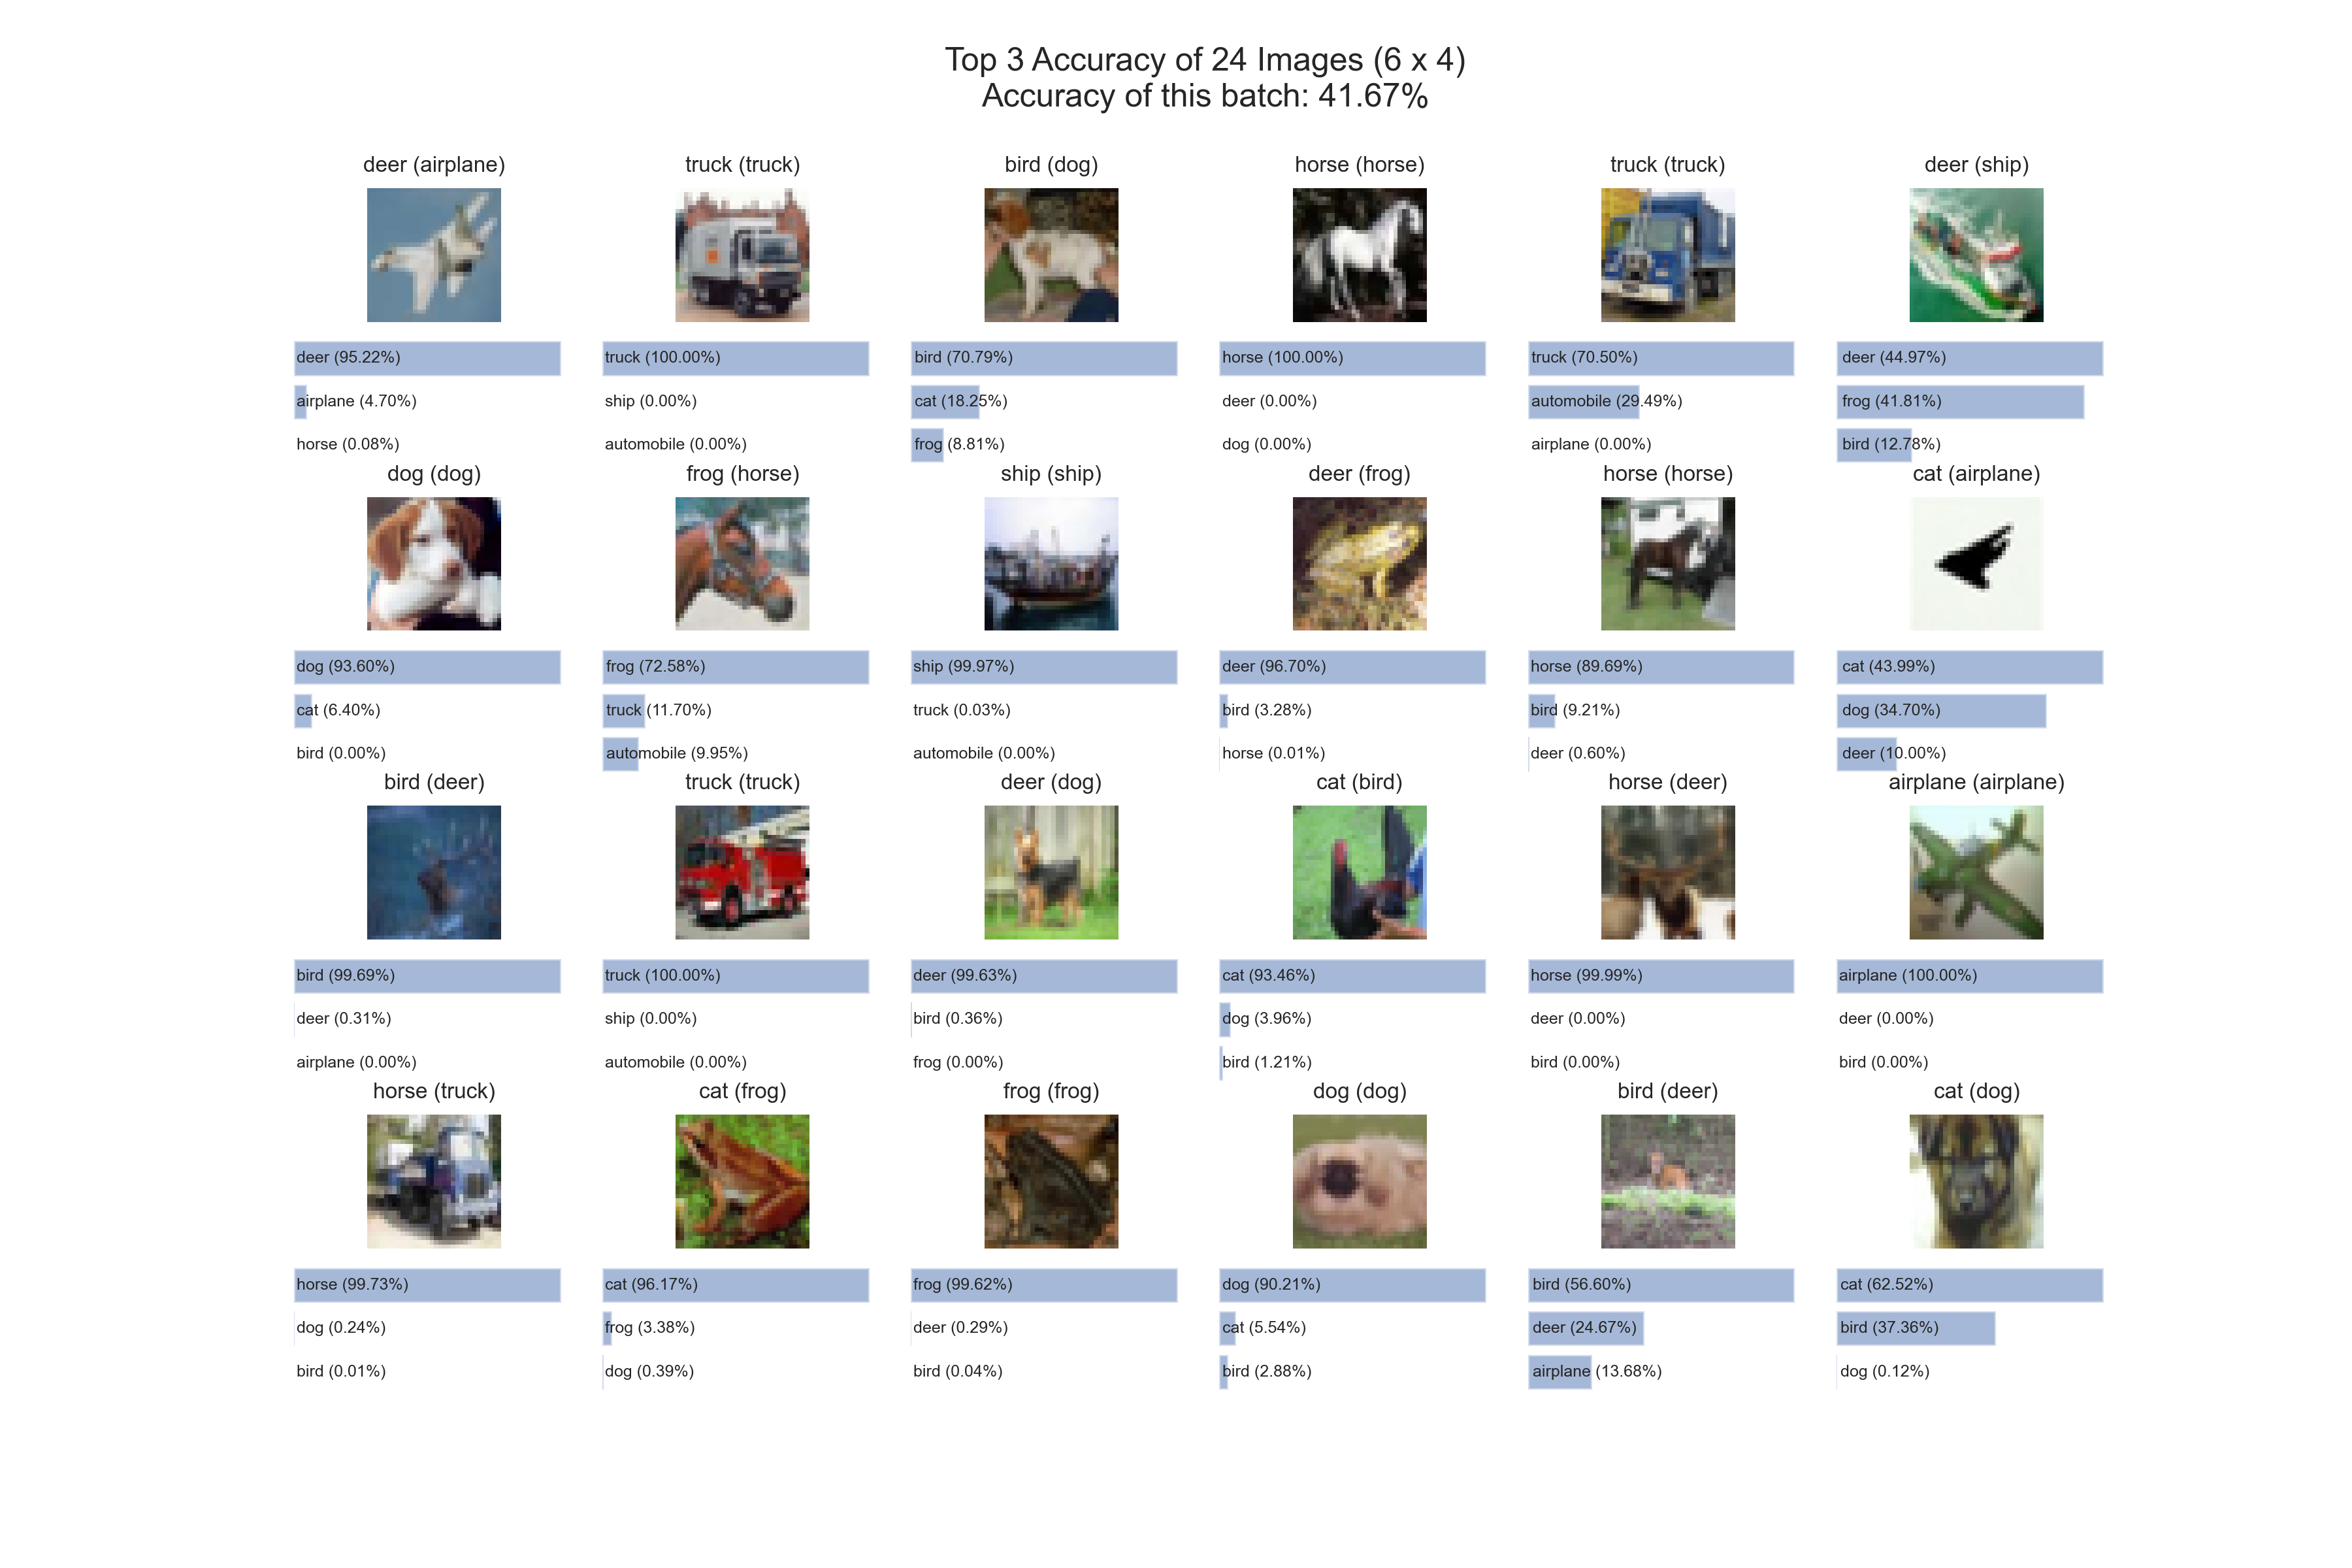 Top 3 Accuracy of 24 Images (6 x 4)
Accuracy of this batch: 41.67%
deer (airplane)
deer (95.22%)
airplane (4.70%)
horse (0.08%)
truck (truck)
truck (100.00%)
ship (0.00%)
automobile (0.00%)
bird (dog)
bird (70.79%)
cat (18.25%)
frog (8.81%)
horse (horse)
horse (100.00%)
deer (0.00%)
dog (0.00%)
truck (truck)
truck (70.50%)
automobile (29.49%)
airplane (0.00%)
deer (ship)
deer (44.97%)
frog (41.81%)
bird (12.78%)
dog (dog)
dog (93.60%)
cat (6.40%)
bird (0.00%)
frog (horse)
frog (72.58%)
truck (11.70%)
automobile (9.95%)
ship (ship)
ship (99.97%)
truck (0.03%)
automobile (0.00%)
deer (frog)
deer (96.70%)
bird (3.28%)
horse (0.01%)
horse (horse)
horse (89.69%)
bird (9.21%)
deer (0.60%)
cat (airplane)
cat (43.99%)
dog (34.70%)
deer (10.00%)
bird (deer)
bird (99.69%)
deer (0.31%)
airplane (0.00%)
truck (truck)
truck (100.00%)
ship (0.00%)
automobile (0.00%)
deer (dog)
deer (99.63%)
bird (0.36%)
frog (0.00%)
cat (bird)
cat (93.46%)
dog (3.96%)
bird (1.21%)
horse (deer)
horse (99.99%)
deer (0.00%)
bird (0.00%)
airplane (airplane)
airplane (100.00%)
deer (0.00%)
bird (0.00%)
horse (truck)
horse (99.73%)
dog (0.24%)
bird (0.01%)
cat (frog)
cat (96.17%)
frog (3.38%)
dog (0.39%)
frog (frog)
frog (99.62%)
deer (0.29%)
bird (0.04%)
dog (dog)
dog (90.21%)
cat (5.54%)
bird (2.88%)
bird (deer)
bird (56.60%)
deer (24.67%)
airplane (13.68%)
cat (dog)
cat (62.52%)
bird (37.36%)
dog (0.12%)